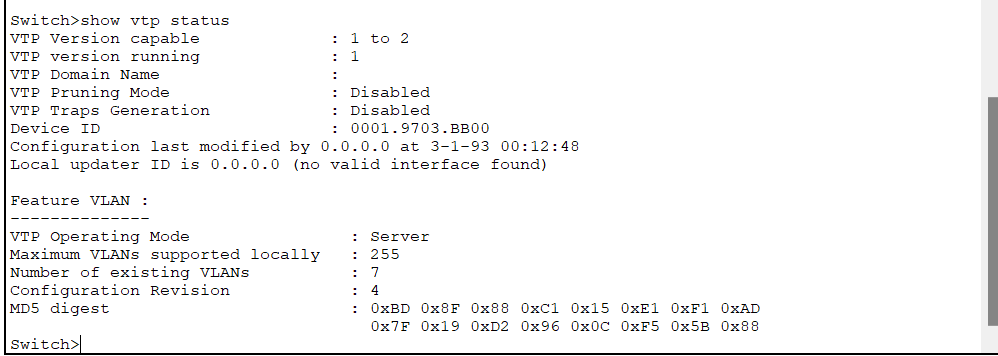 Switch>show vtp status
VTP Version capable             : 1 to 2
VTP version running             : 1
VTP Domain Name                 :
VTP Pruning Mode                : Disabled
VTP Traps Generation            : Disabled
Device ID                       : 0001.9703.BB00
Configuration last modified by 0.0.0.0 at 3-1-93 00:12:48
Local updater ID is 0.0.0.0 (no valid interface found)

Feature VLAN :
--------------
VTP Operating Mode                : Server
Maximum VLANs supported locally   : 255
Number of existing VLANs          : 7
Configuration Revision            : 4
MD5 digest                        : 0xBD 0x8F 0x88 0xC1 0x15 0xE1 0xF1 0xAD
                                    0x7F 0x19 0xD2 0x96 0x0C 0xF5 0x5B 0x88
Switch>